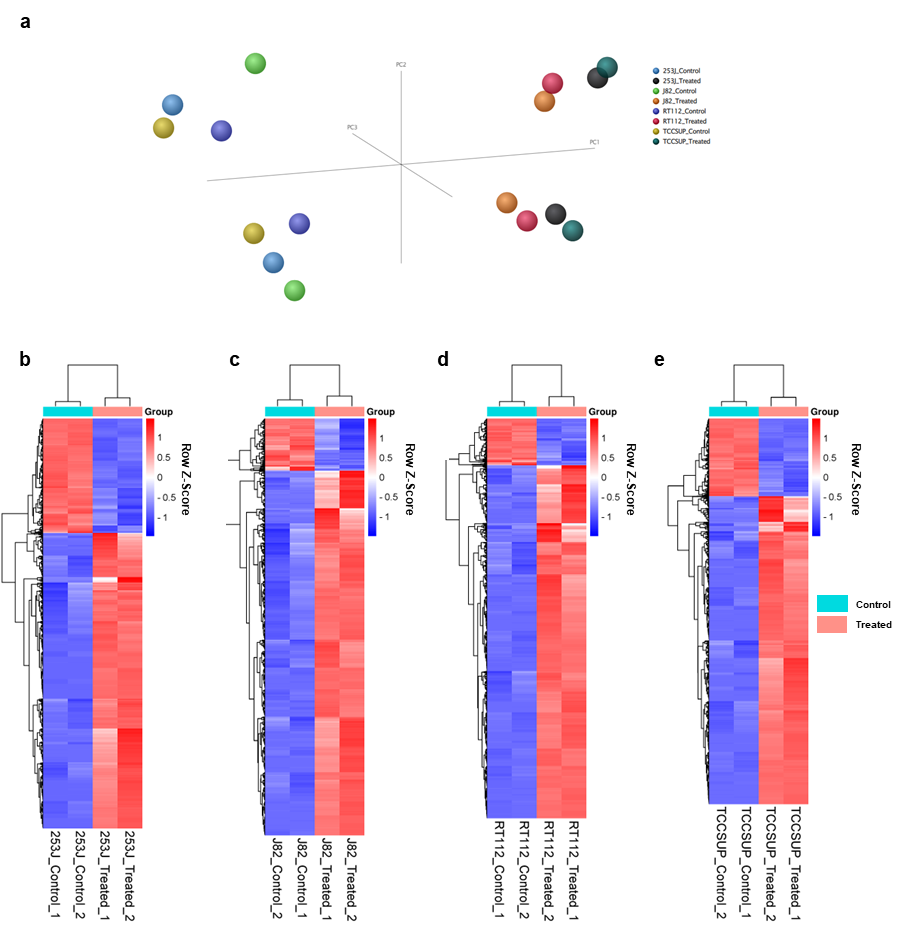 a
PC2
PC3
PC1
253J_Control
253J_Treated
J82_Control
J82_Treated
RT112_Control
RT112_Treated
TCCSUP_Control
TCCSUP_Treated
b
Group
1
0.5
0
- 0.5
- 1
Row Z-Score
253J_Control_1
253J_Control_2
253J_Treated_1
253J_Treated_2
c
Group
1
0.5
0
- 0.5
- 1
Row Z-Score
J82_Control_2
J82_Control_1
J82_Treated_1
J82_Treated_2
d
Group
1
0.5
0
- 0.5
- 1
Row Z-Score
RT112_Control_1
RT112_Control_2
RT112_Treated_2
RT112_Treated_1
e
Group
1
0.5
0
- 0.5
- 1
Row Z-Score
TCCSUP_Control_2
TCCSUP_Control_1
TCCSUP_Treated_2
TCCSUP_Treated_1
Control
Treated